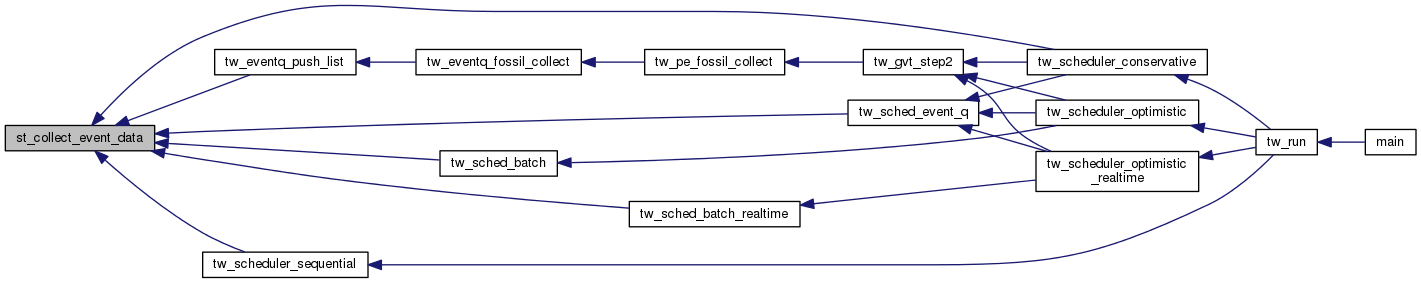 st_collect_event_data
tw_eventq_push_list
tw_eventq_fossil_collect
tw_pe_fossil_collect
tw_gvt_step2
tw_scheduler_conservative
tw_sched_event_q
tw_scheduler_optimistic
tw_sched_batch
tw_scheduler_optimistic
_realtime
tw_sched_batch_realtime
tw_scheduler_sequential
tw_run
main